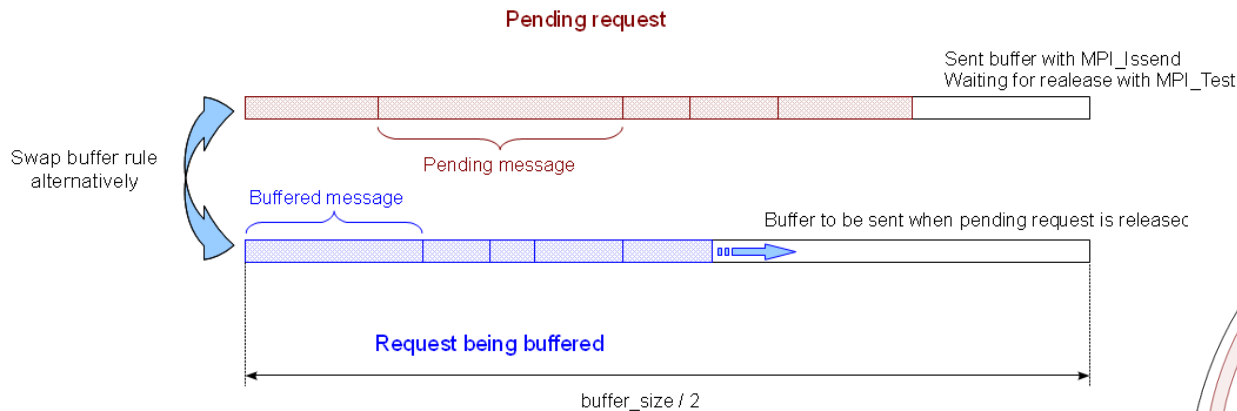 Pending request
Sent buffer with MPI_Issend
Waiting for realease with MPI_Test
Swap buffer rule
alternatively
Pending message
Buffered message
Buffer to be sent when pending request is released
Request being buffered
buffer_size / 2